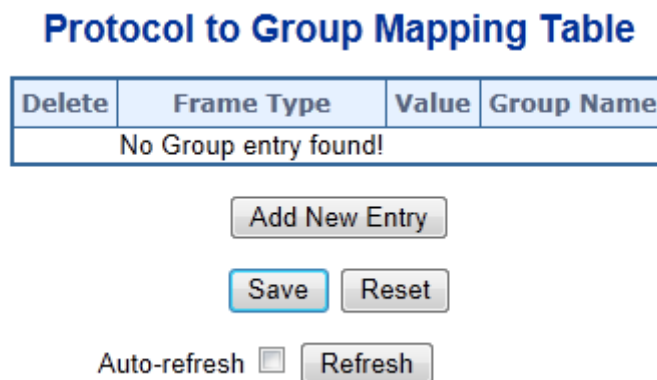 Protocol to Group Mapping Table
Delete Frame Type Value Group Name
No Group entry found!
Add New Entry
Save Reset
Auto-refresh Refresh